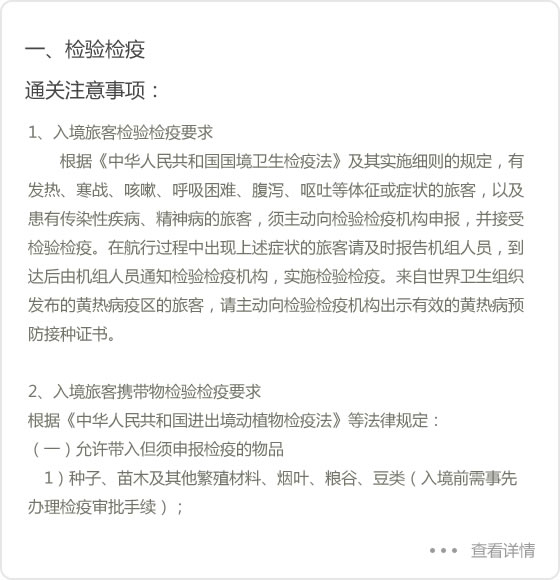 一、检验检疫
通关注意事项：
1、入境旅客检验检疫要求
根据《中华人民共和国国境卫生检疫法》及其实施细则的规定，有
发热、寒战、咳嗽、呼吸困难、腹泻、呕吐等体征或症状的旅客，以及
患有传染性疾病、精神病的旅客，须主动向检验检疫机构申报，并接受
检验检疫。在航行过程中出现上述症状的旅客请及时报告机组人员，到
达后由机组人员通知检验检疫机构，实施检验检疫。来自世界卫生组织
发布的黄热病疫区的旅客，请主动向检验检疫机构出示有效的黄热病预
防接种证书。
2、入境旅客携带物检验检疫要求
根据《中华人民共和国进出境动植物检疫法》等法律规定：
（一）允许带入但须申报检疫的物品
1）种子、苗木及其他繁殖材料、烟叶、粮谷、豆类（入境前需事先
办理检疫审批手续）；
••• 查看详情